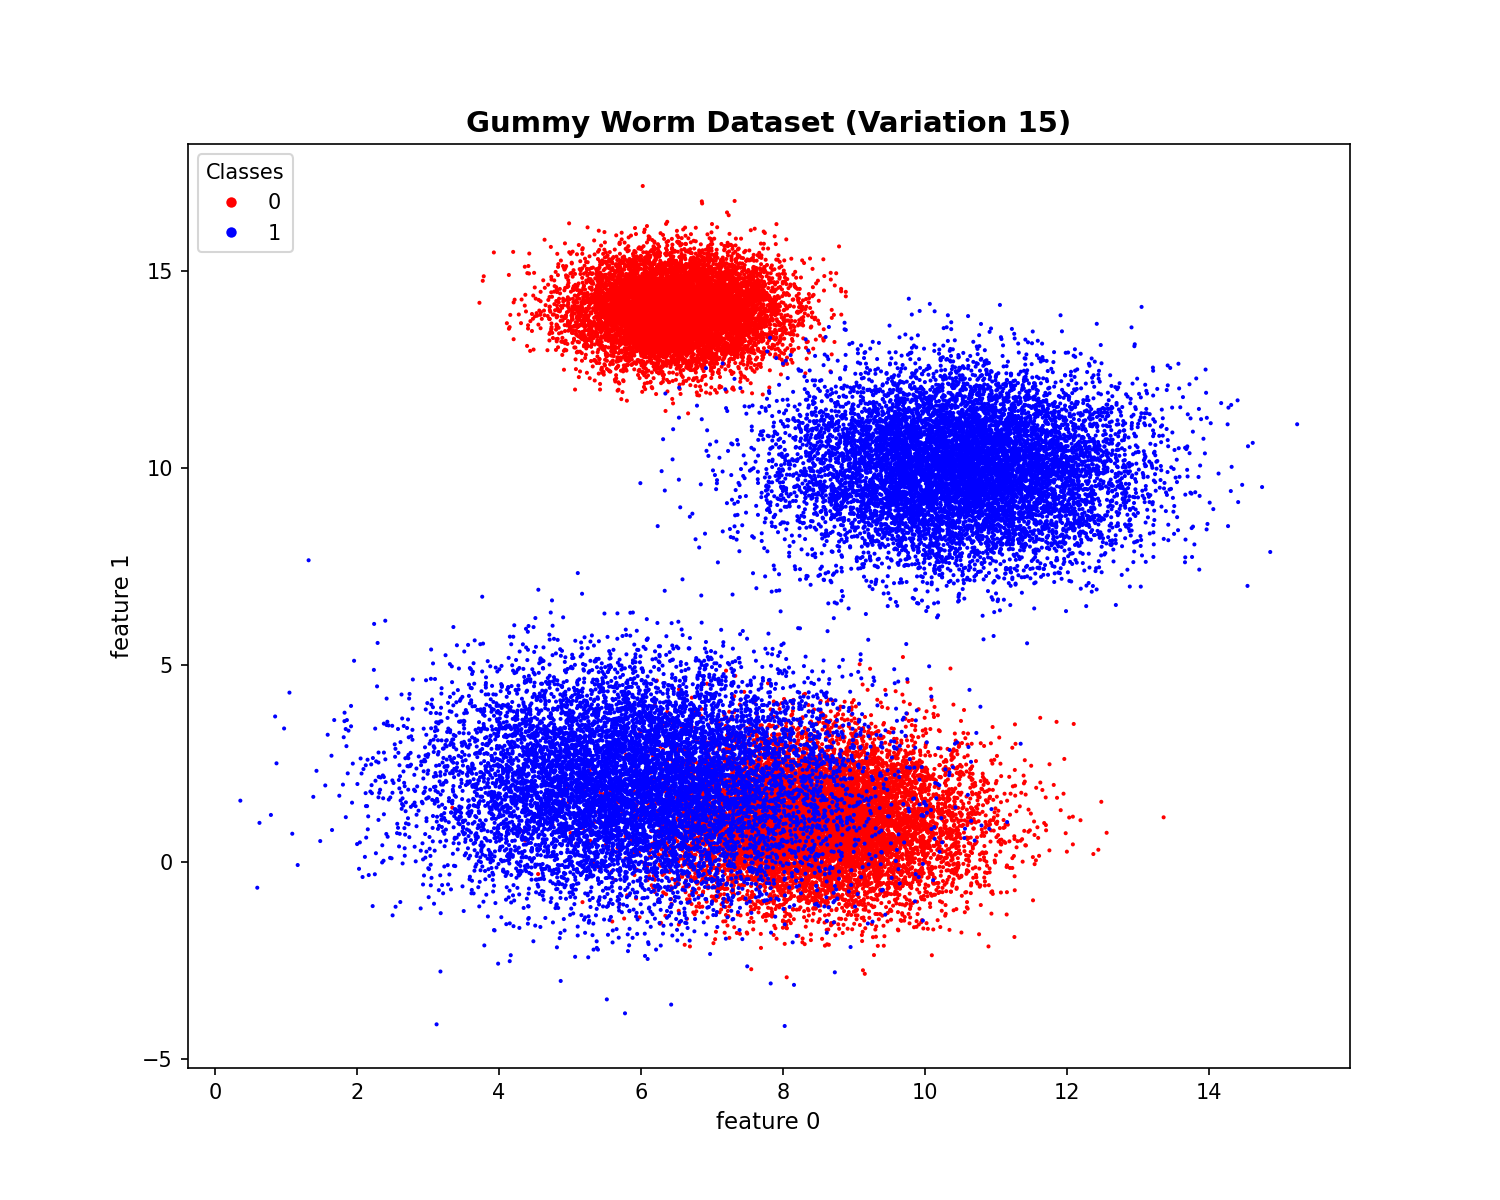 Gummy Worm Dataset (Variation 15)
Classes
0
1
15
10
5
0
−5
feature 1
0 2 4 6 8 10 12 14
feature 0